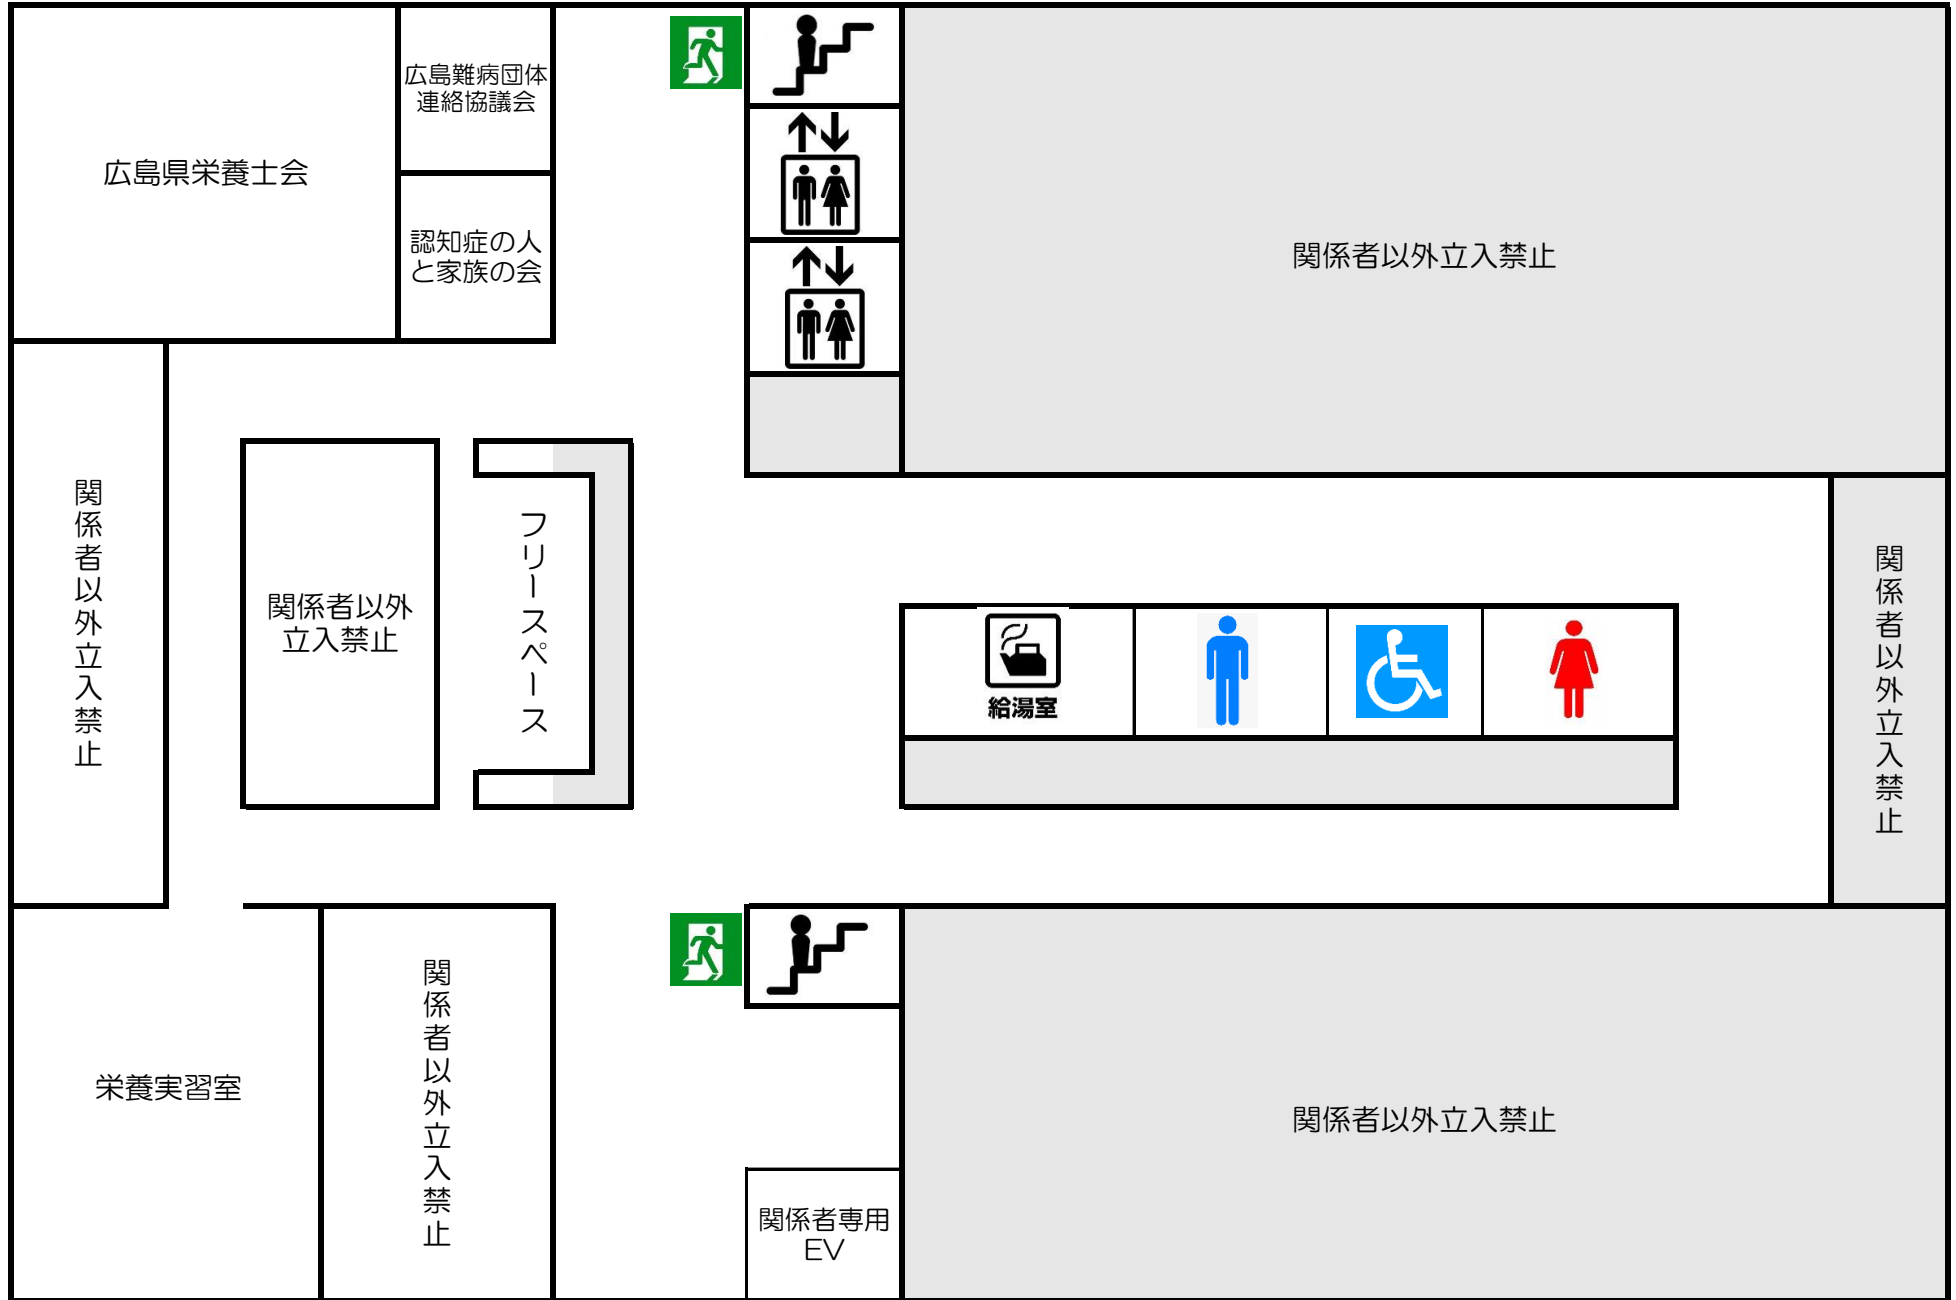 広島県栄養士会
広島難病団体
連絡協議会
認知症の人
と家族の会
関係者以外立入禁止
関係者以外立入禁止
関係者以外
立入禁止
フリースペース
給湯室
関係者以外立入禁止
栄養実習室
関係者以外立入禁止
関係者専用
EV
関係者以外立入禁止